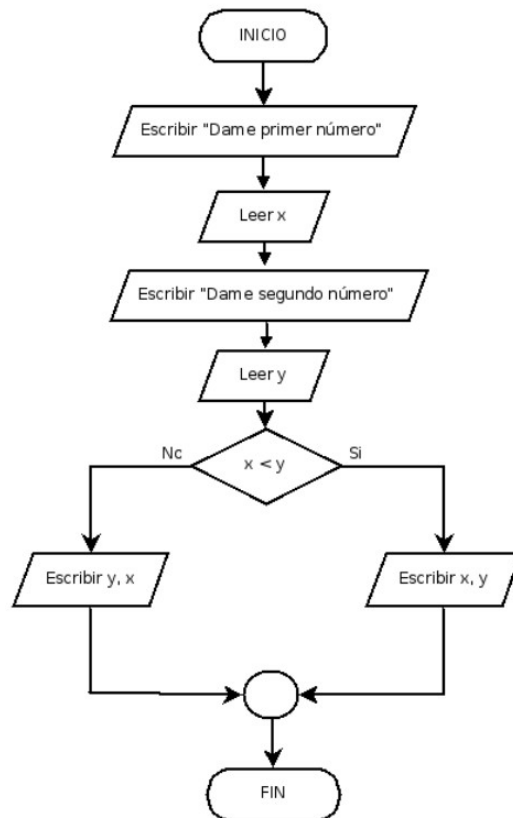 INICIO
Escribir "Dame primer número"
Leer x
Escribir "Dame segundo número"
Leer y
Nc
x < y
Si
Escribir y, x
Escribir x, y
FIN